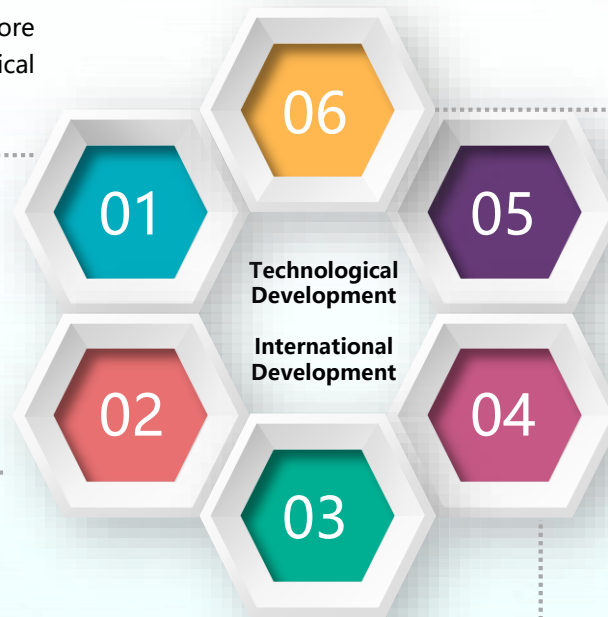 ore
ical
06
01
05
Technological
Development
International
Development
02
04
03